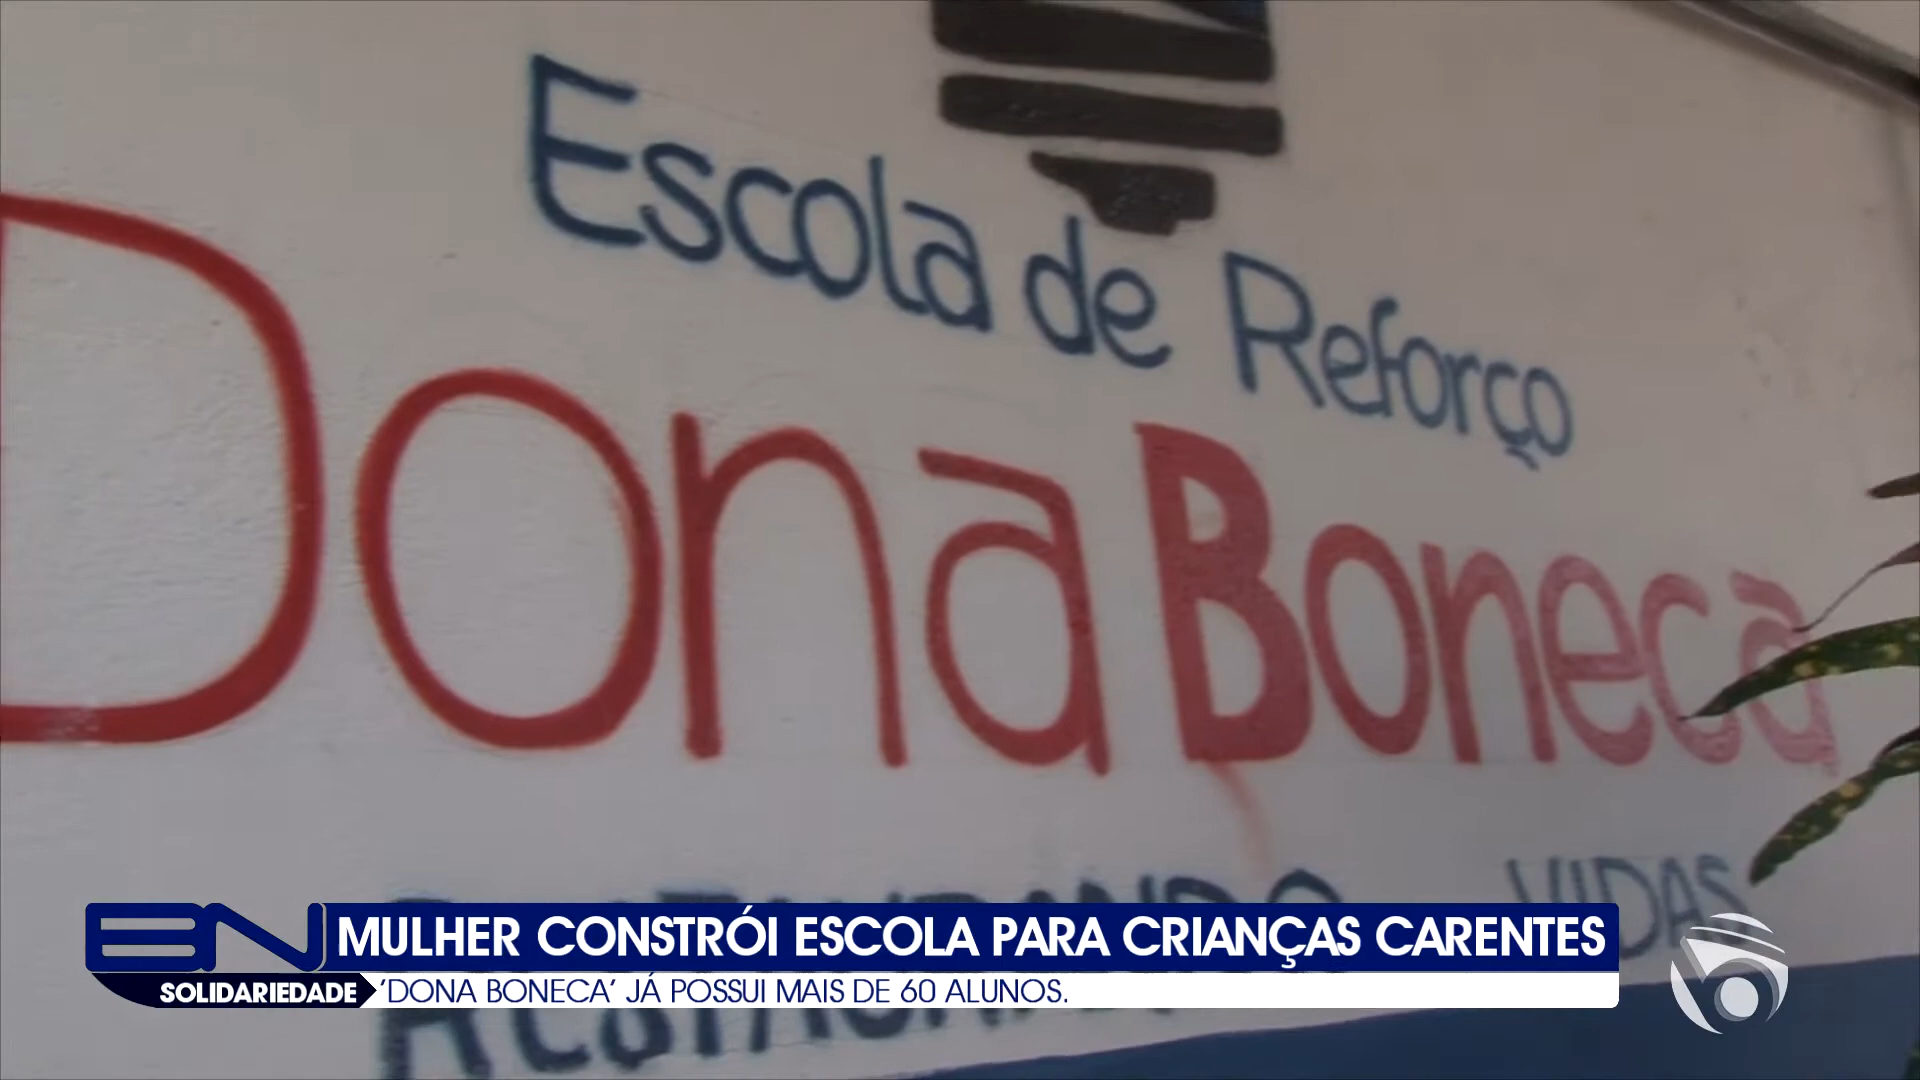 Escola de Reforço
Dona Boneca
RESTAURANDO VIDAS
BN
MULHER CONSTRÓI ESCOLA PARA CRIANÇAS CARENTES
SOLIDARIEDADE
'DONA BONECA' JÁ POSSUI MAIS DE 60 ALUNOS.